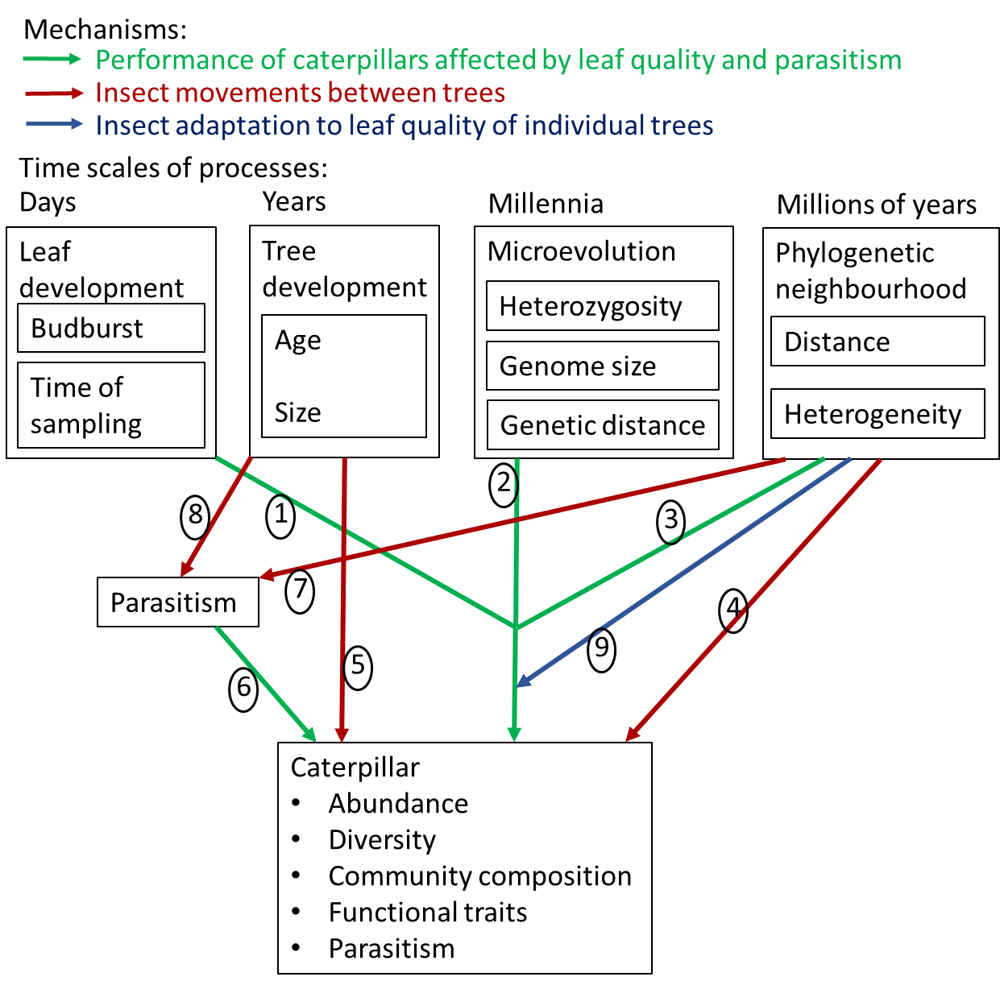 Mechanisms:
Performance of caterpillars affected by leaf quality and parasitism
Insect movements between trees
Insect adaptation to leaf quality of individual trees
Time scales of processes:
Days
Leaf
development
Budburst
Time of
sampling
Years
Tree
development
Age
Size
Millennia
Microevolution
Heterozygosity
Genome size
Genetic distance
Millions of years
Phylogenetic
neighbourhood
Distance
Heterogeneity
8
1
2
3
7
4
9
5
6
Parasitism
Caterpillar
• Abundance
• Diversity
• Community composition
• Functional traits
• Parasitism